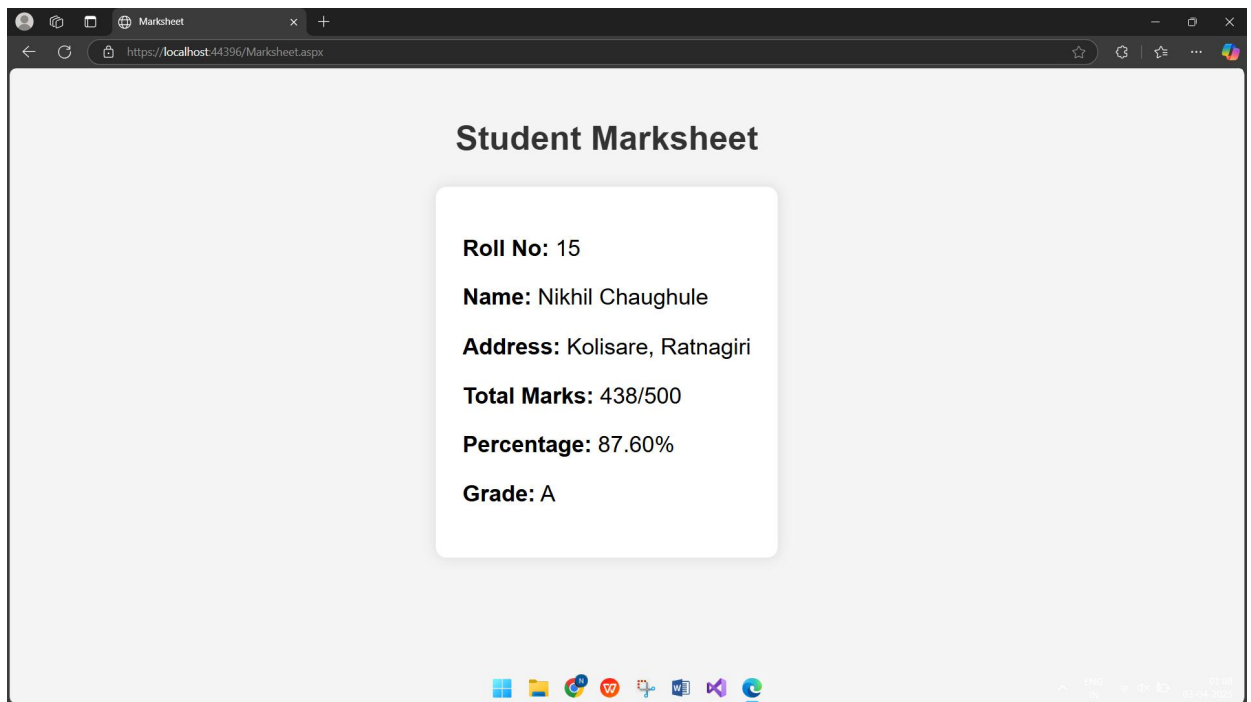 Marksheet
https://localhost:44396/Marksheet.aspx
Student Marksheet
Roll No: 15
Name: Nikhil Chaughule
Address: Kolisare, Ratnagiri
Total Marks: 438/500
Percentage: 87.60%
Grade: A
ENG